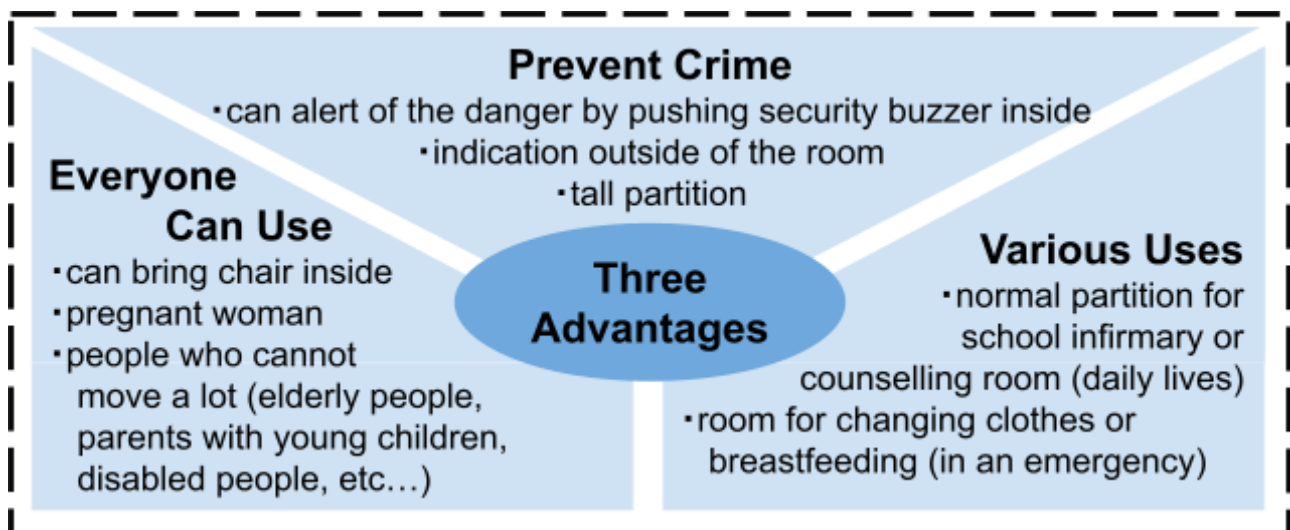 Prevent Crime
・can alert of the danger by pushing security buzzer inside
・indication outside of the room
・tall partition
Everyone
Can Use
・can bring chair inside
・pregnant woman
・people who cannot
move a lot (elderly people,
parents with young children,
disabled people, etc…)
Three
Advantages
Various Uses
・normal partition for
school infirmary or
counselling room (daily lives)
・room for changing clothes or
breastfeeding (in an emergency)